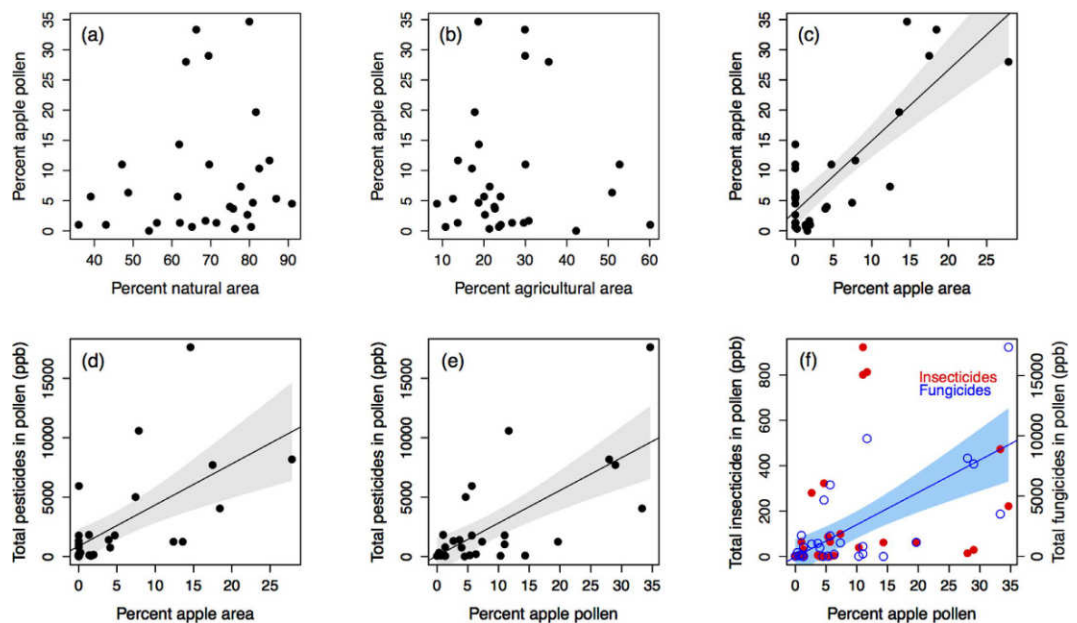 (a)
Percent apple pollen
35
30
25
20
15
10
5
0
40 50 60 70 80 90
Percent natural area
(b)
Percent apple pollen
35
30
25
20
15
10
5
0
10 20 30 40 50 60
Percent agricultural area
(c)
Percent apple pollen
35
30
25
20
15
10
5
0
0 5 10 15 20 25
Percent apple area
(d)
Total pesticides in pollen (ppb)
15000
10000
5000
0
0 5 10 15 20 25
Percent apple area
(e)
Total pesticides in pollen (ppb)
15000
10000
5000
0
0 5 10 15 20 25 30 35
Percent apple pollen
(f)
Insecticides
Fungicides
Total insecticides in pollen (ppb)
800
600
400
200
0
Total fungicides in pollen (ppb)
15000
10000
5000
0
0 5 10 15 20 25 30 35
Percent apple pollen